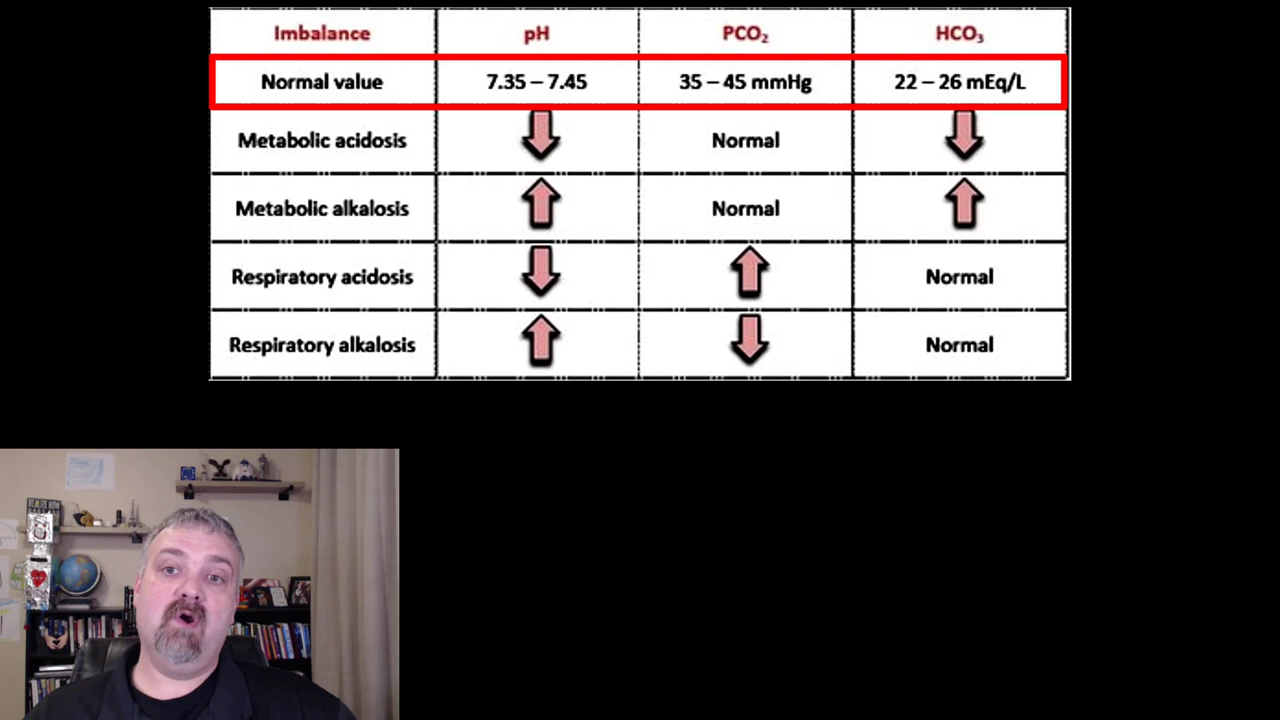 Imbalance pH PCO₂ HCO₃
Normal value 7.35 – 7.45 35 – 45 mmHg 22 – 26 mEq/L
Metabolic acidosis Normal
Metabolic alkalosis Normal
Respiratory acidosis Normal
Respiratory alkalosis Normal